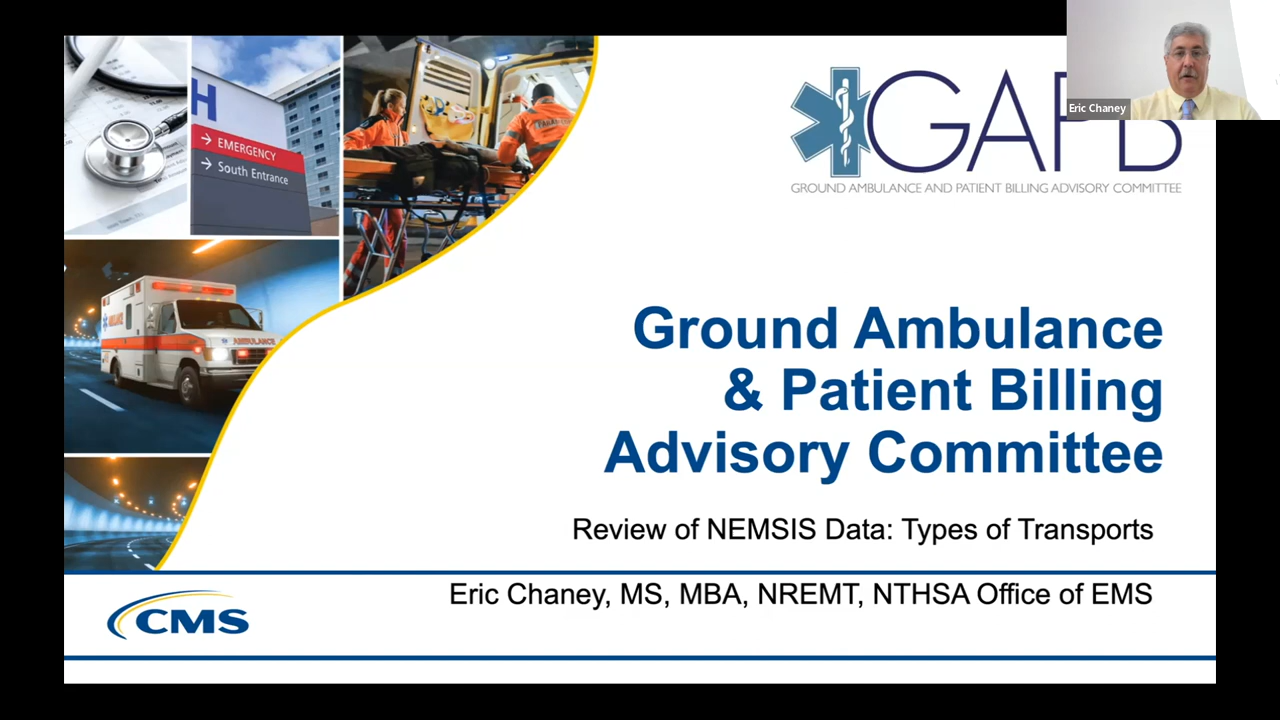 H
EMERGENCY
South Entrance
AMBULANCE
AMBULANCE
Eric Chaney
GAPB
GROUND AMBULANCE AND PATIENT BILLING ADVISORY COMMITTEE
Ground Ambulance
& Patient Billing
Advisory Committee
Review of NEMSIS Data: Types of Transports
Eric Chaney, MS, MBA, NREMT, NTHSA Office of EMS
CMS